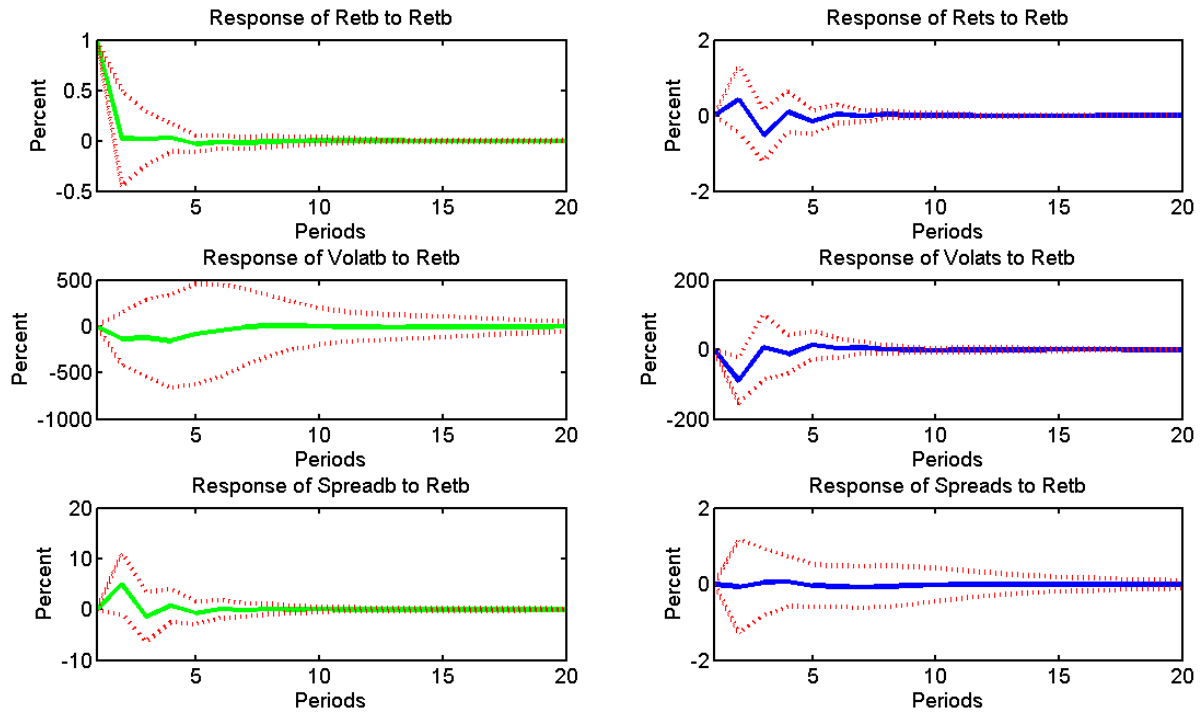 Response of Retb to Retb
1
0.5
0
-0.5
Percent
5
10
15
20
Periods
Response of Rets to Retb
2
0
-2
Percent
5
10
15
20
Periods
Response of Volatb to Retb
500
0
-500
-1000
Percent
5
10
15
20
Periods
Response of Volats to Retb
200
0
-200
Percent
5
10
15
20
Periods
Response of Spreadb to Retb
20
10
0
-10
Percent
5
10
15
20
Periods
Response of Spreads to Retb
2
0
-2
Percent
5
10
15
20
Periods